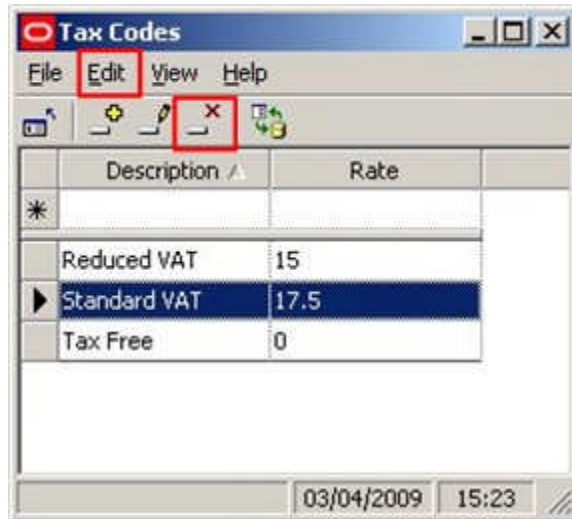 Tax Codes
File Edit View Help
Description Rate
Reduced VAT 15
Standard VAT 17.5
Tax Free 0
03/04/2009 15:23